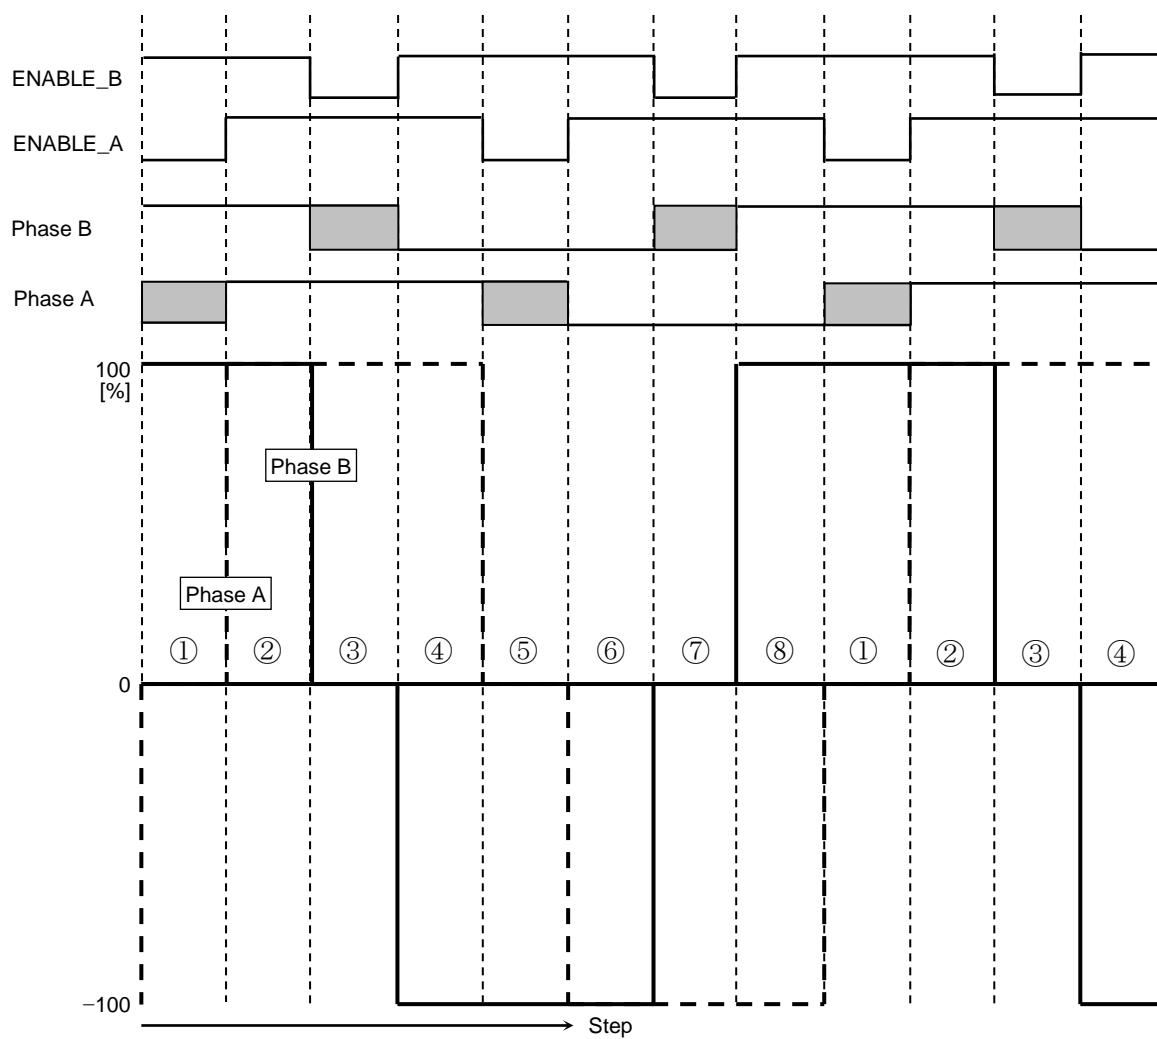 ENABLE_B
ENABLE_A
Phase B
Phase A
100
[%]
Phase B
Phase A
① ② ③ ④ ⑤ ⑥ ⑦ ⑧ ① ② ③ ④
0
−100
Step